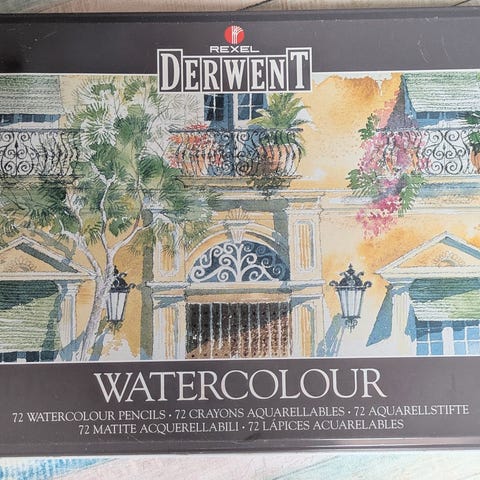 REXEL
DERWENT
WATERCOLOUR
72 WATERCOLOUR PENCILS · 72 CRAYONS AQUARELLABLES · 72 AQUARELLSTIFTE
72 MATITE ACQUERELLABILI · 72 LÁPICES ACUARELABLES